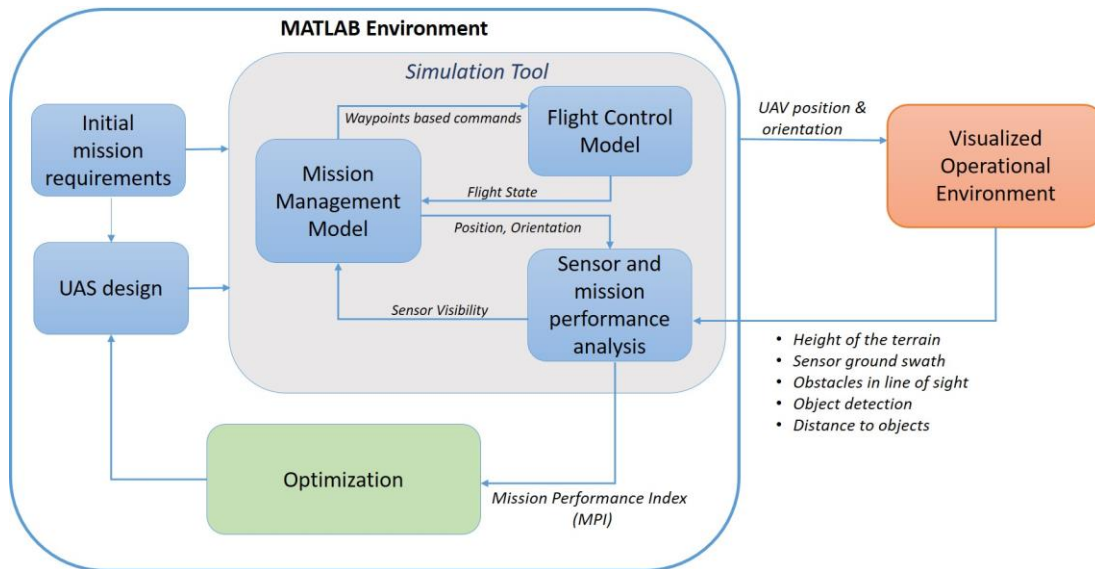 MATLAB Environment
Simulation Tool
Initial
mission
requirements
UAS design
Waypoints based commands
Flight Control
Model
Mission
Management
Model
Flight State
Position, Orientation
Sensor and
mission
performance
analysis
Sensor Visibility
Optimization
Mission Performance Index
(MPI)
UAV position &
orientation
Visualized
Operational
Environment
• Height of the terrain
• Sensor ground swath
• Obstacles in line of sight
• Object detection
• Distance to objects